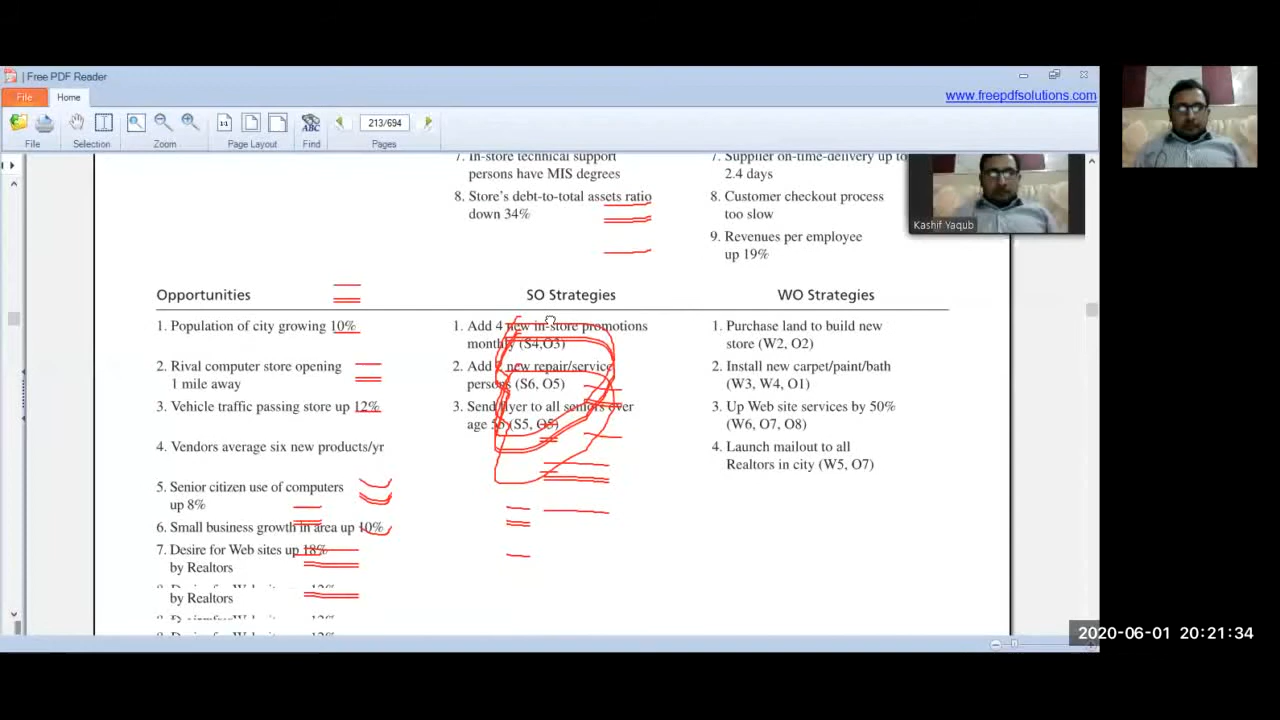 Free PDF Reader
File
Home
www.freepdfsolutions.com
1:1
ABC
213/694
File
Selection
Zoom
Page Layout
Find
Pages
7. In-store technical support
persons have MIS degrees
8. Store's debt-to-total assets ratio
down 34%
7. Supplier on-time-delivery up to
2.4 days
8. Customer checkout process
too slow
9. Revenues per employee
up 19%
Kashif Yaqub
Opportunities
SO Strategies
WO Strategies
1. Population of city growing 10%
2. Rival computer store opening
1 mile away
3. Vehicle traffic passing store up 12%
4. Vendors average six new products/yr
5. Senior citizen use of computers
up 8%
6. Small business growth in area up 10%
7. Desire for Web sites up 18%
by Realtors
by Realtors
1. Add 4 new in-store promotions
monthly (S4,O3)
2. Add 2 new repair/service
persons (S6, O5)
3. Send flyer to all seniors over
age 55 (S5, O5)
1. Purchase land to build new
store (W2, O2)
2. Install new carpet/paint/bath
(W3, W4, O1)
3. Up Web site services by 50%
(W6, O7, O8)
4. Launch mailout to all
Realtors in city (W5, O7)
2020-06-01 20:21:34